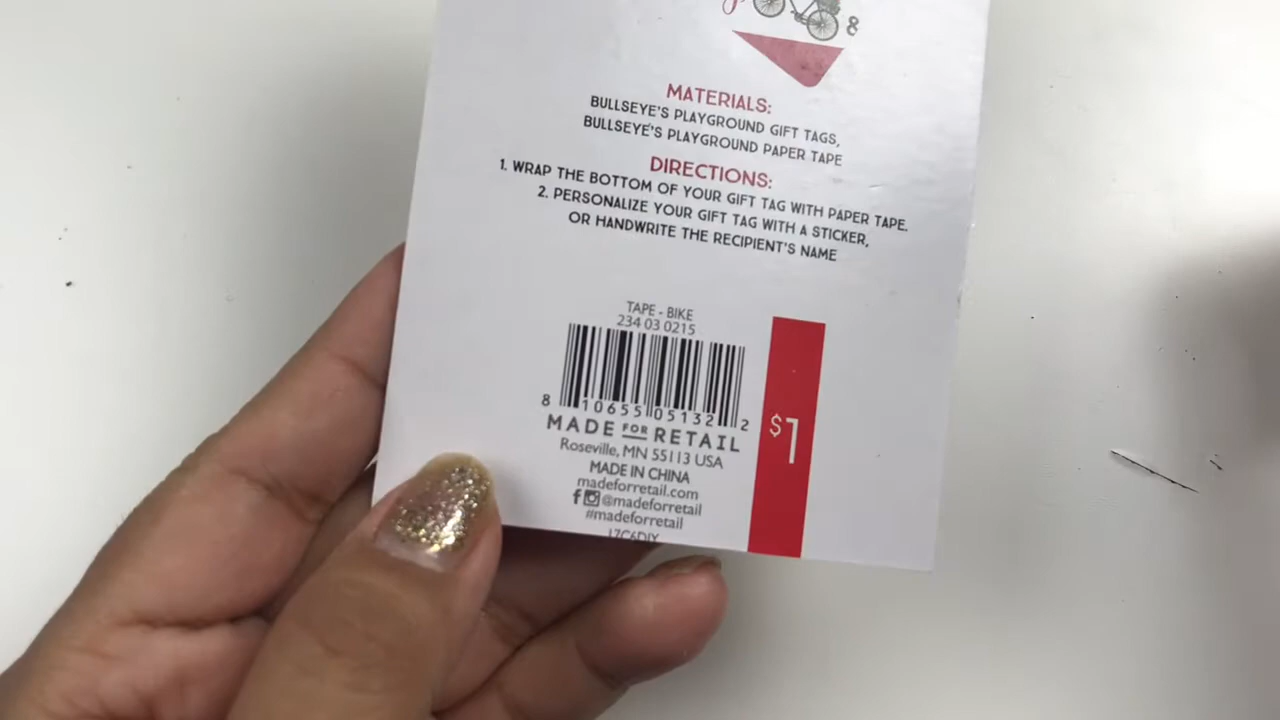 8
MATERIALS:
BULLSEYE'S PLAYGROUND GIFT TAGS,
BULLSEYE'S PLAYGROUND PAPER TAPE
DIRECTIONS:
1. WRAP THE BOTTOM OF YOUR GIFT TAG WITH PAPER TAPE.
2. PERSONALIZE YOUR GIFT TAG WITH A STICKER,
OR HANDWRITE THE RECIPIENT'S NAME
TAPE - BIKE
234 03 0215
8 10655 05132 2
MADE FOR RETAIL
Roseville, MN 55113 USA
MADE IN CHINA
madeforretail.com
@madeforretail
#madeforretail
17C6DIY
$1